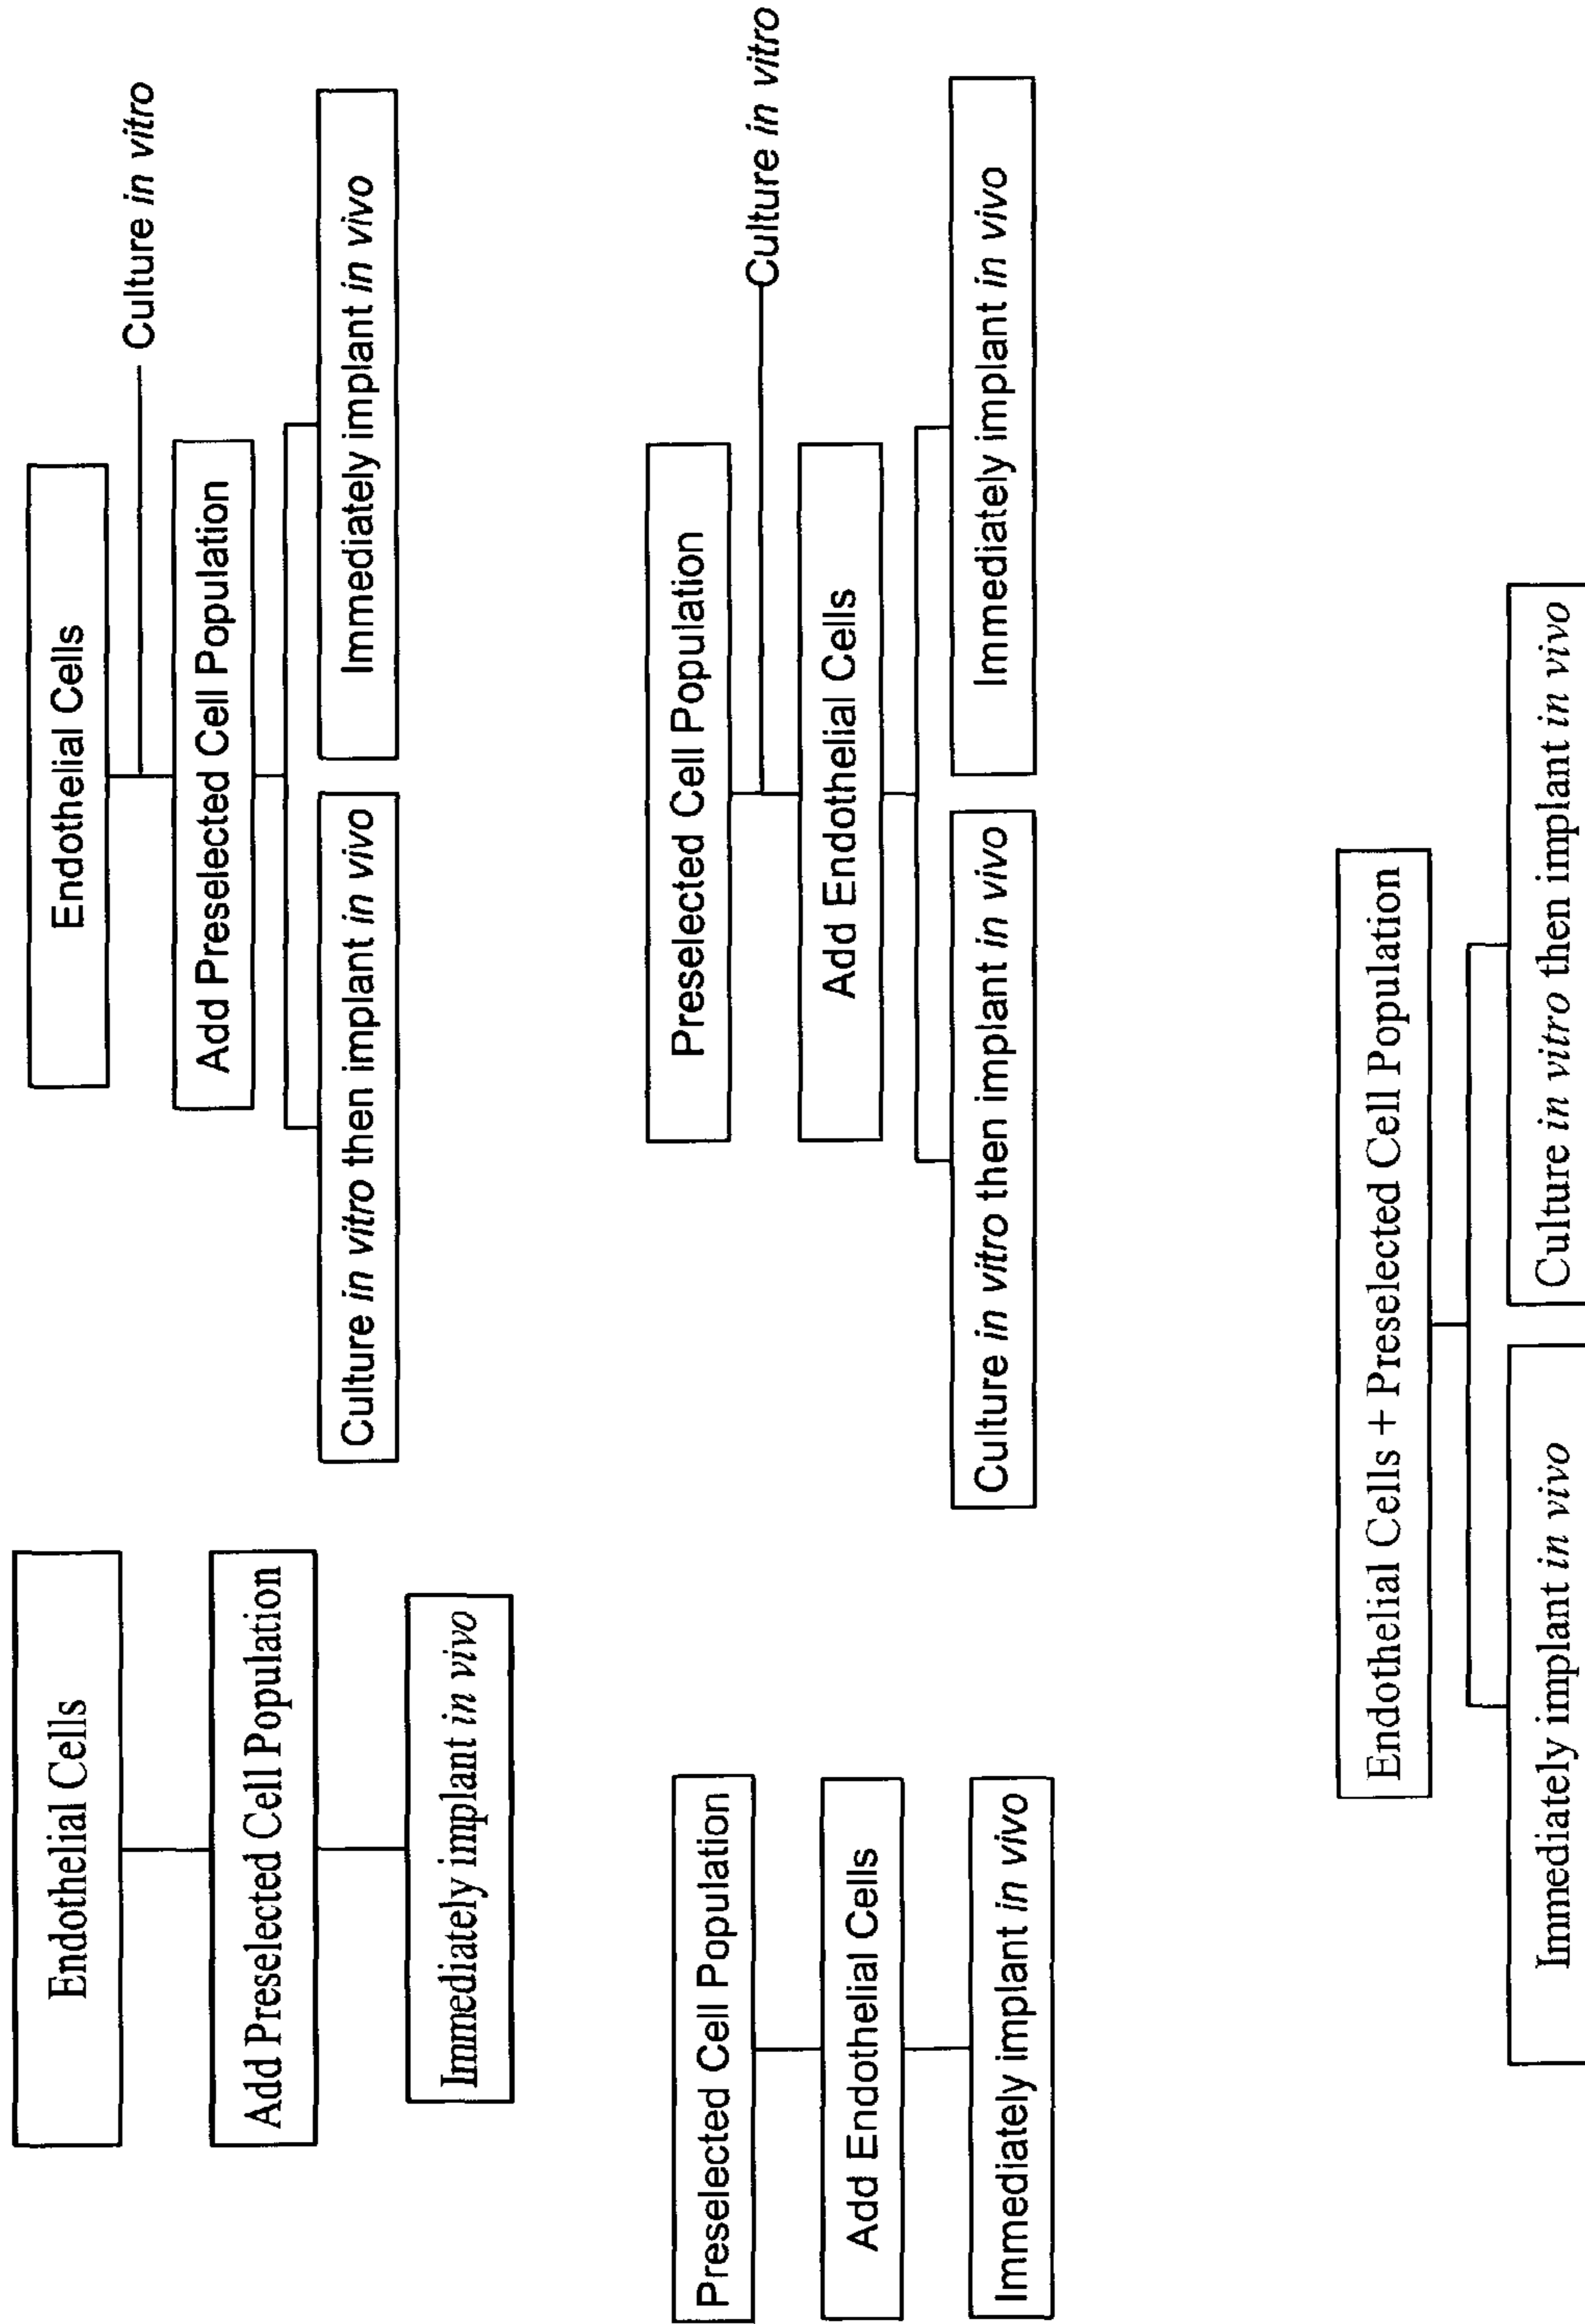 Endothelial Cells
Add Preselected Cell Population
Immediately implant in vivo
Endothelial Cells
Culture in vitro
Add Preselected Cell Population
Culture in vitro then implant in vivo
Immediately implant in vivo
Preselected Cell Population
Add Endothelial Cells
Immediately implant in vivo
Preselected Cell Population
Culture in vitro
Add Endothelial Cells
Culture in vitro then implant in vivo
Immediately implant in vivo
Endothelial Cells + Preselected Cell Population
Immediately implant in vivo
Culture in vitro then implant in vivo